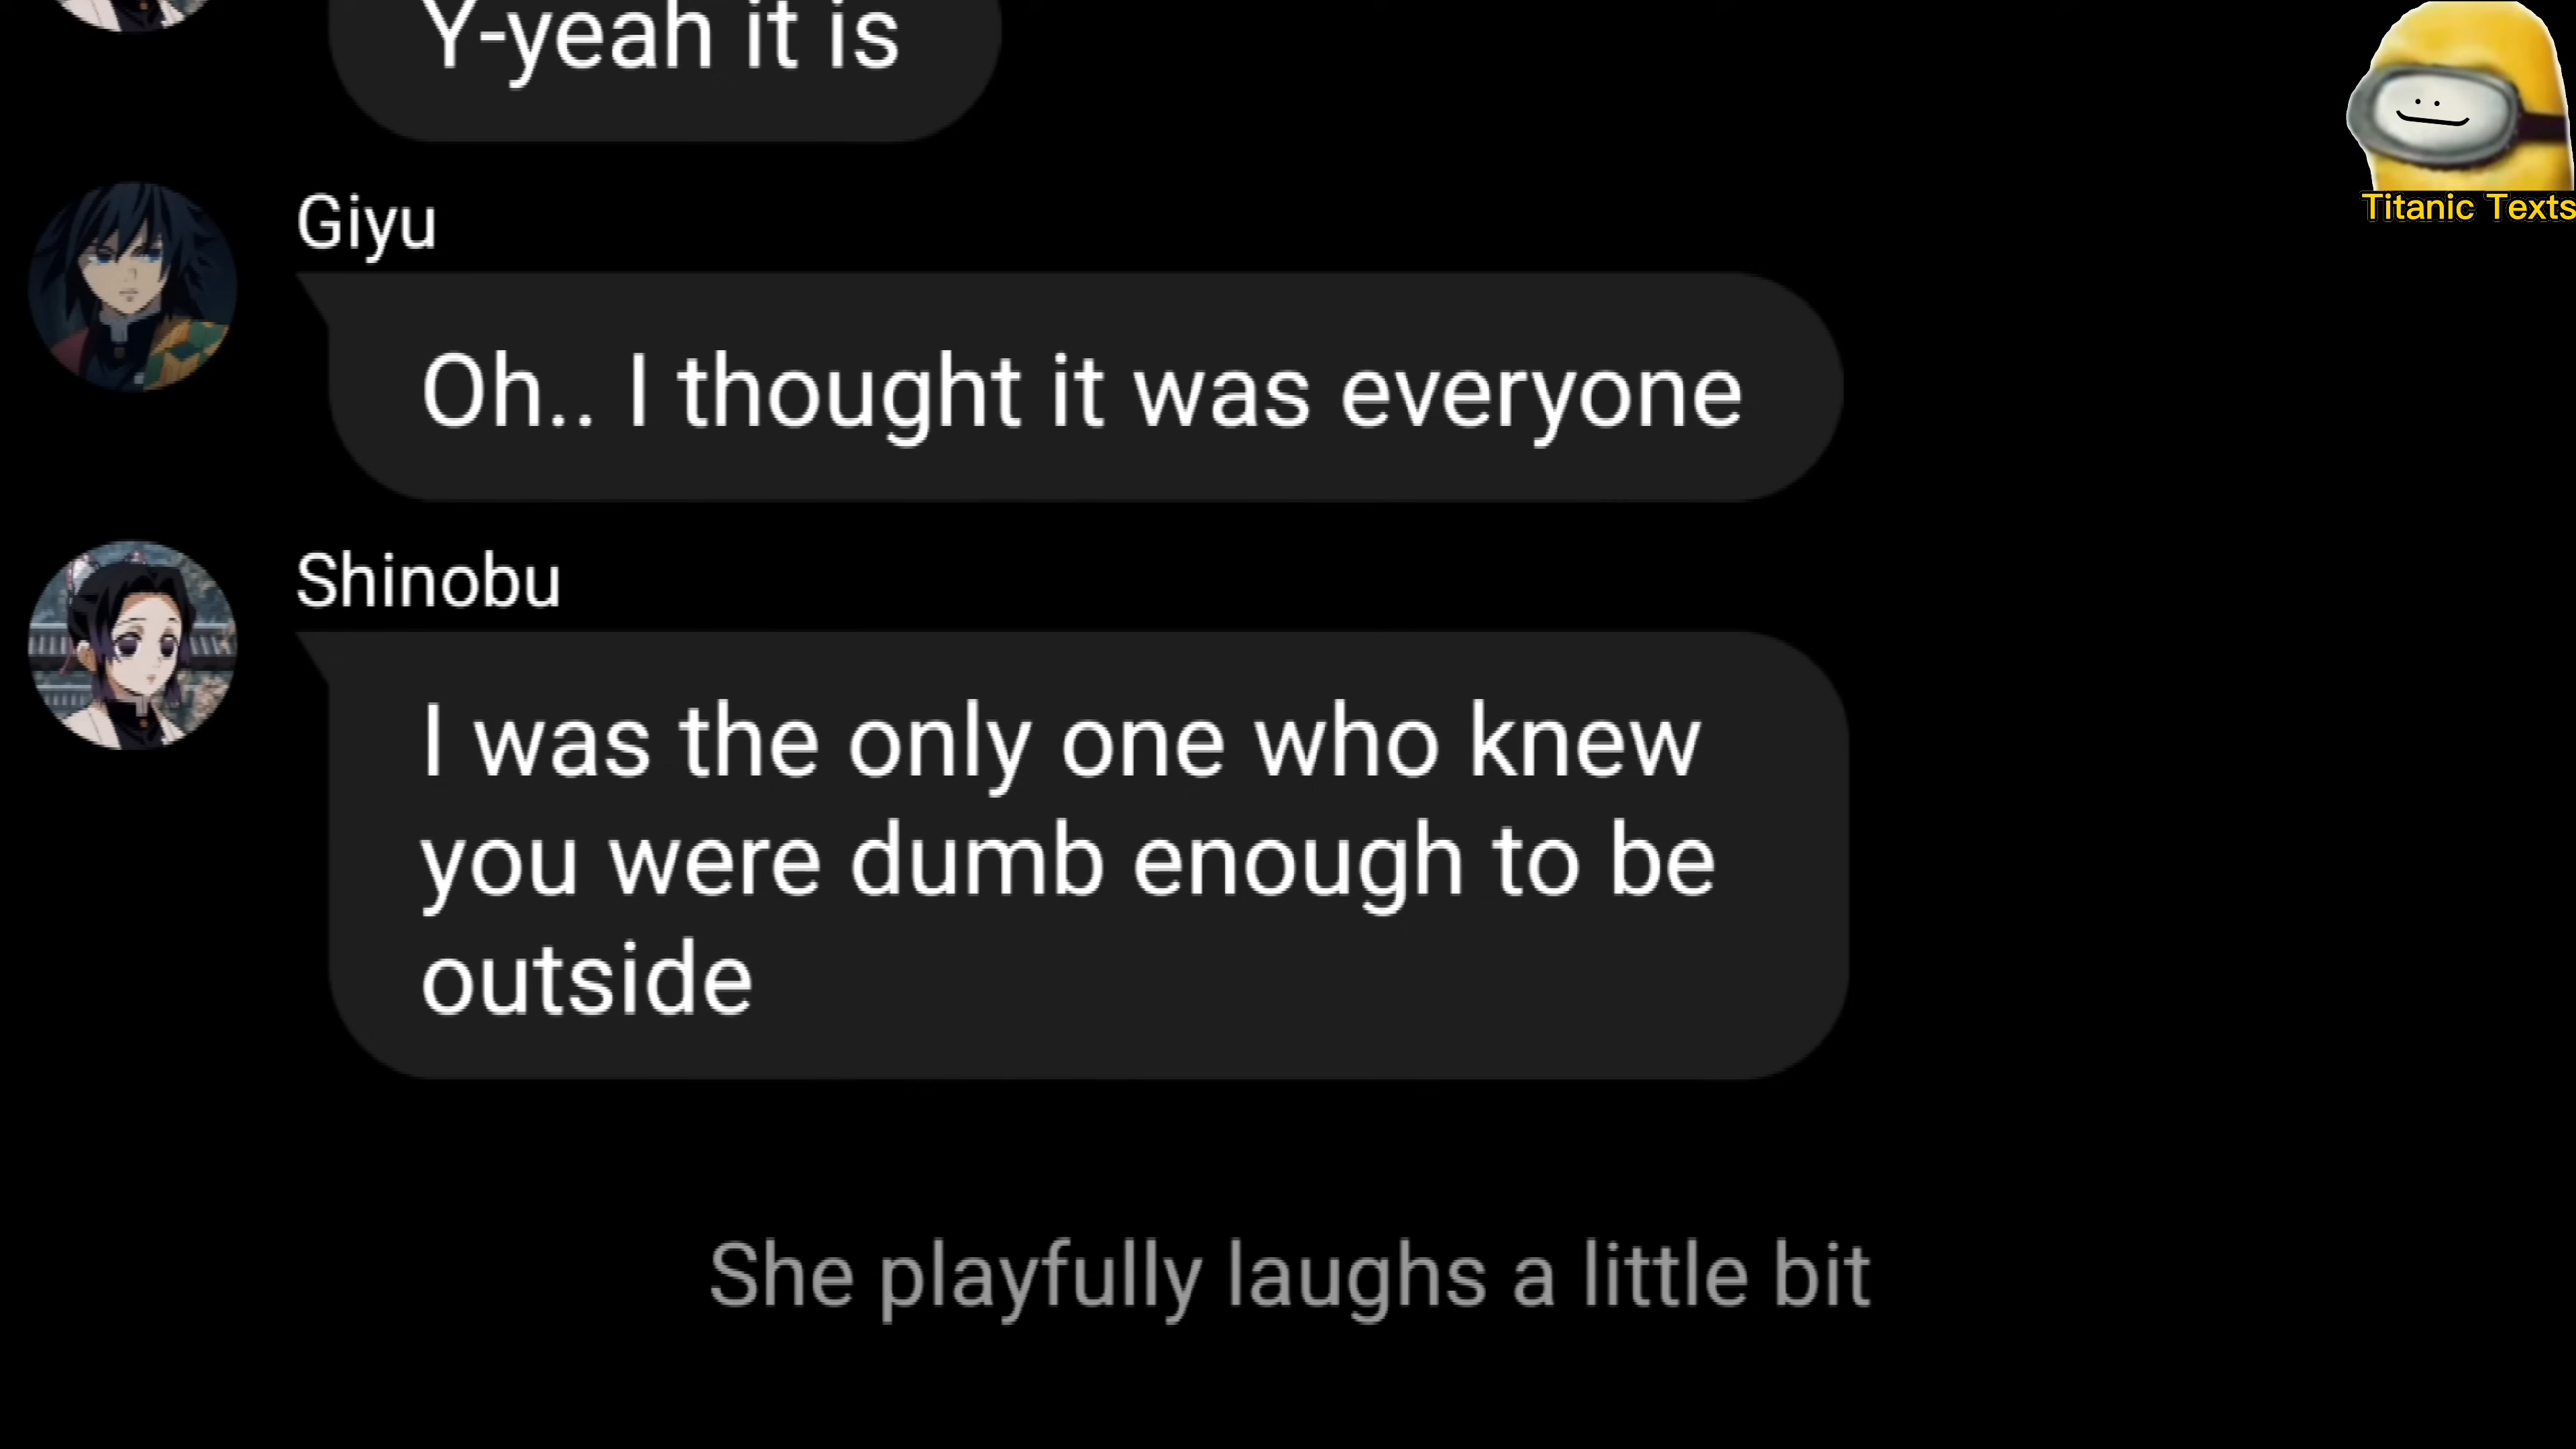 Y-yeah it is
Titanic Texts
Giyu
Oh.. I thought it was everyone
Shinobu
I was the only one who knew
you were dumb enough to be
outside
She playfully laughs a little bit